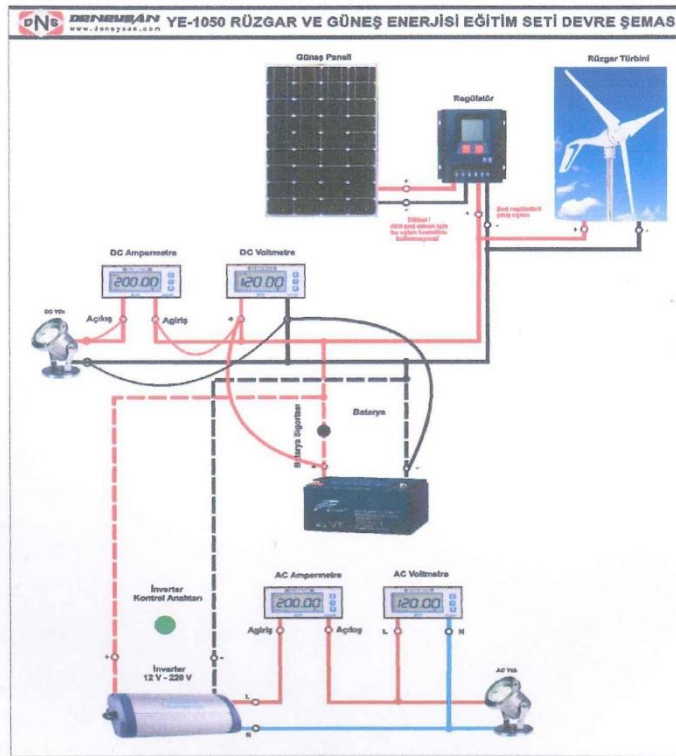 DNS DENEYSAN YE-1050 RÜZGAR VE GÜNEŞ ENERJİSİ EĞİTİM SETİ DEVRE ŞEMAS
www.deneysan.com
Güneş Paneli
Regülatör
Rüzgar Türbini
+
-
Dikkat !
+
-
+
-
DC Ampermetre
DC Voltmetre
200.00
120.00
Açıkış
Agiriş
+
-
DC Yük
Batarya Sigortası
Batarya
+
-
İnverter
Kontrol Anahtarı
AC Ampermetre
AC Voltmetre
200.00
120.00
Agiriş
Açıkış
L
N
+
-
İnverter
12 V - 220 V
L
N
AC Yük